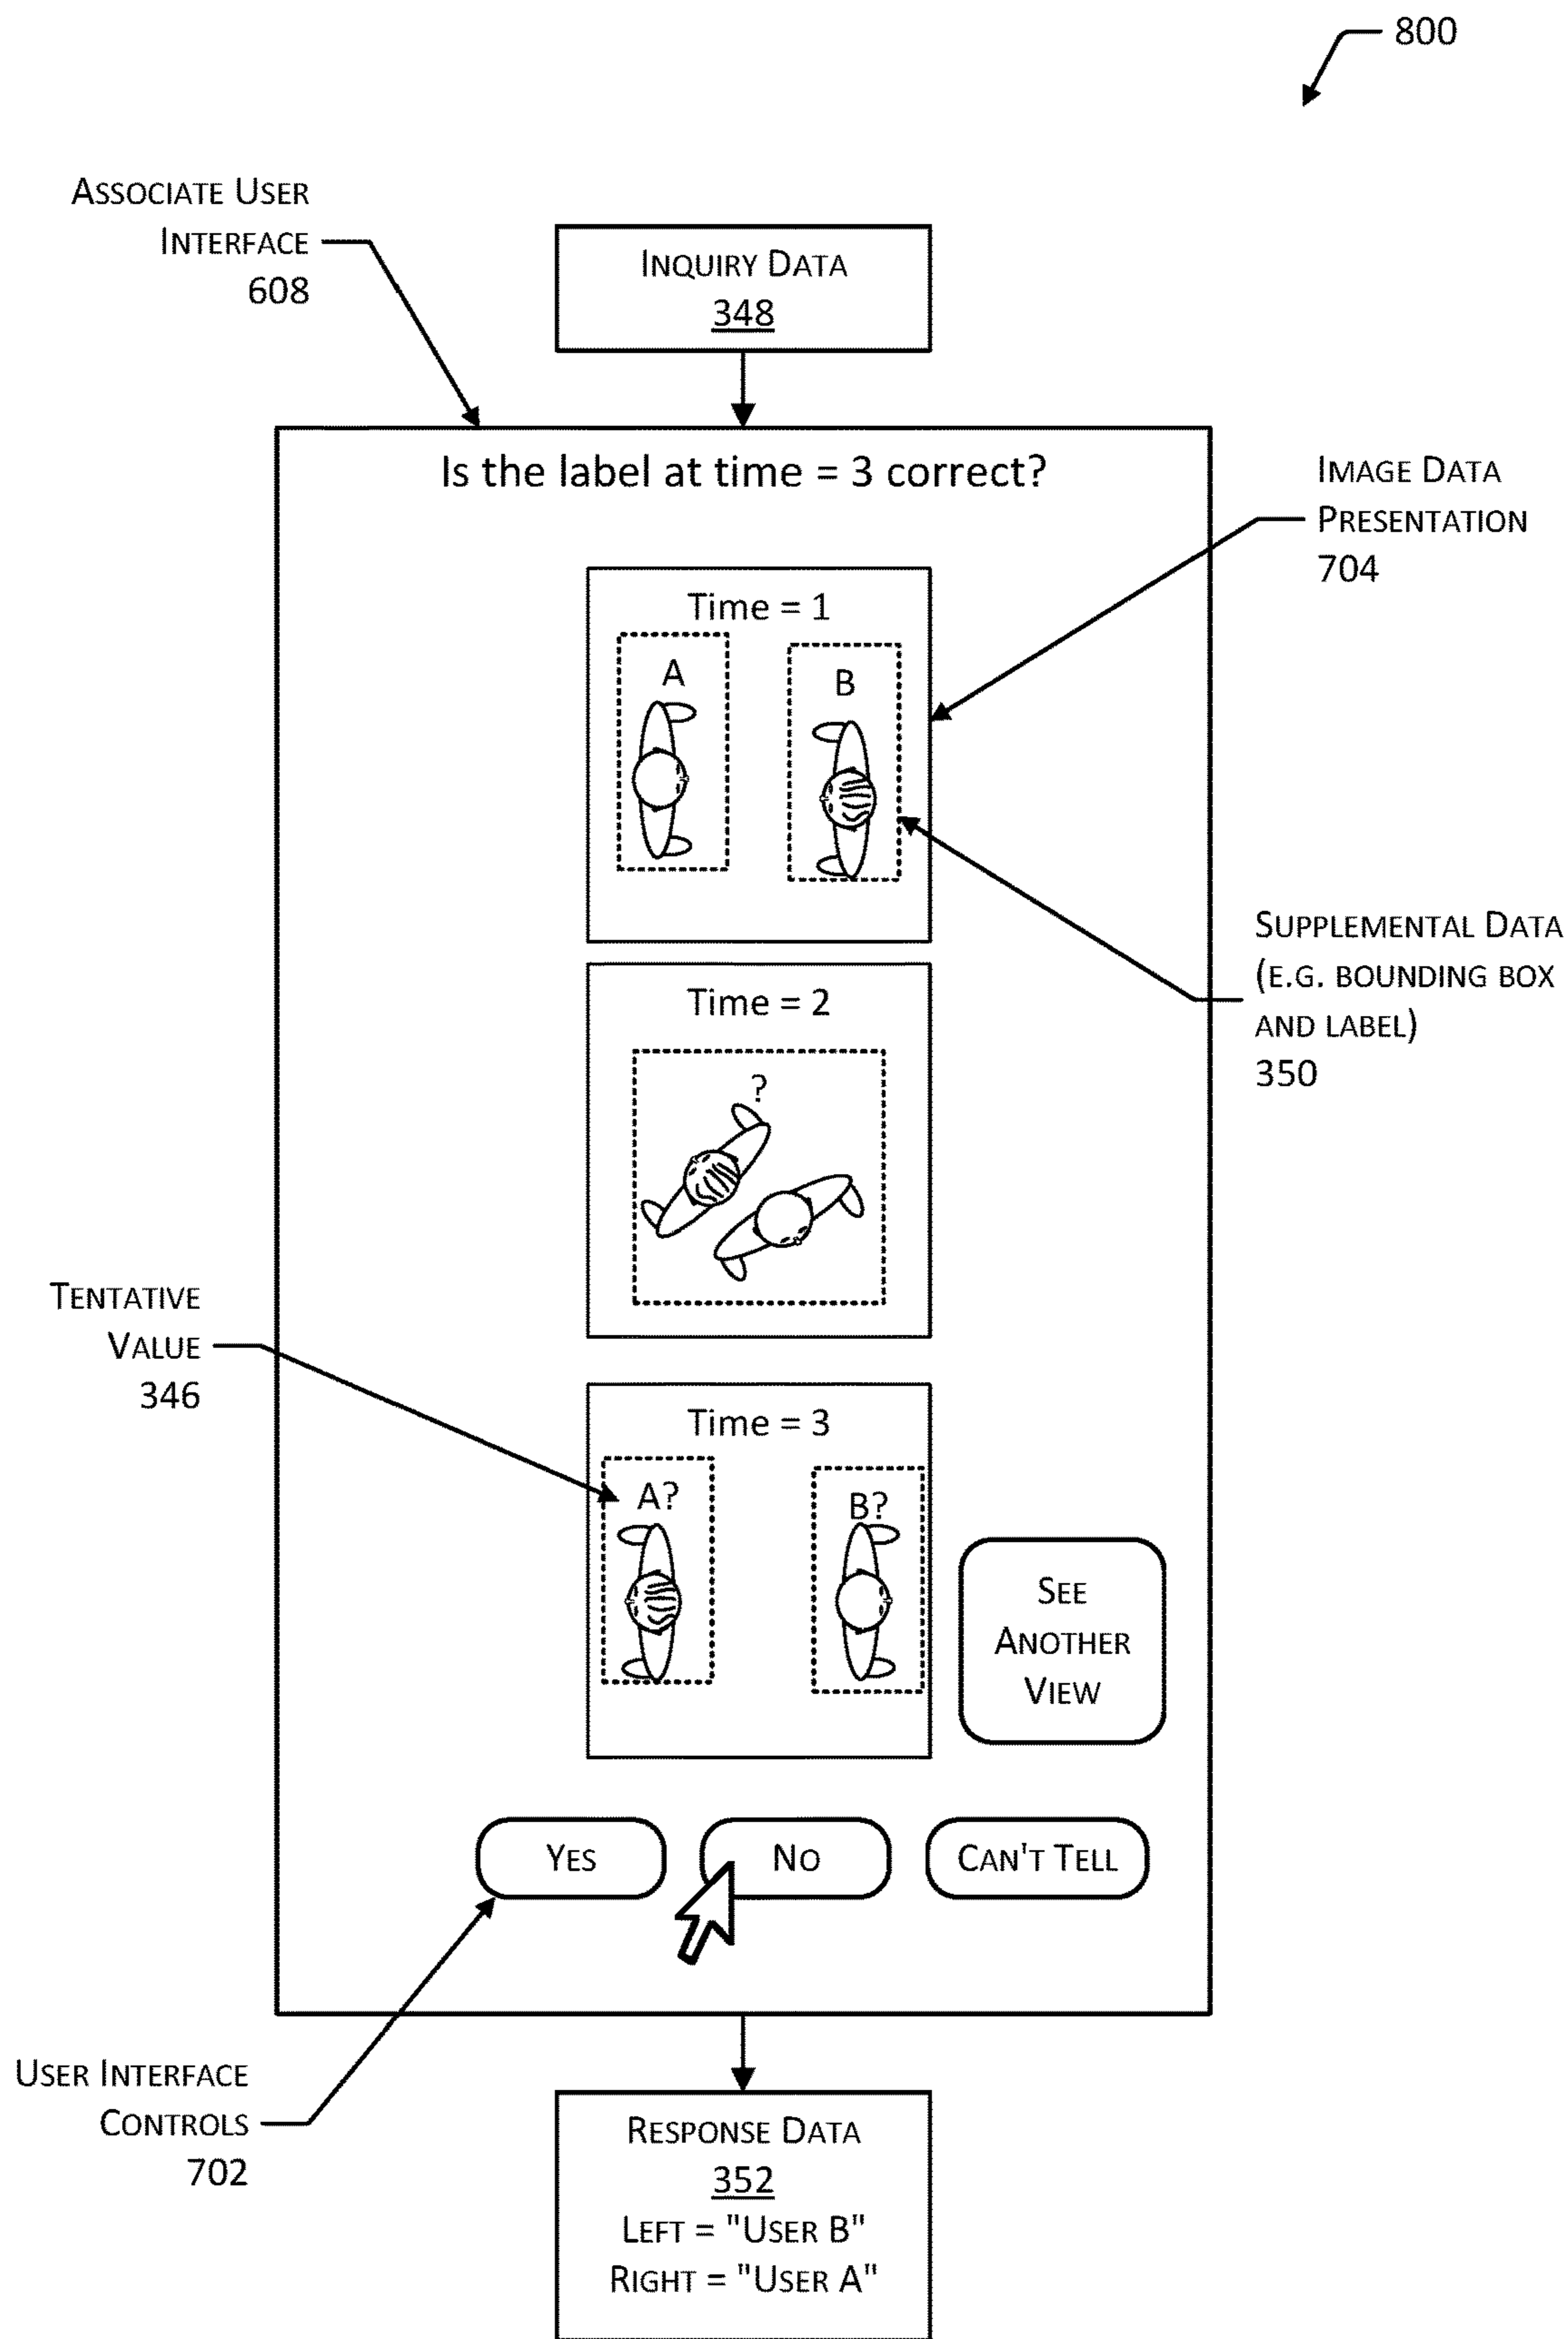 800
ASSOCIATE USER
INTERFACE
608
INQUIRY DATA
348
Is the label at time = 3 correct?
IMAGE DATA
PRESENTATION
704
Time = 1
A
B
SUPPLEMENTAL DATA
(E.G. BOUNDING BOX
AND LABEL)
350
Time = 2
?
TENTATIVE
VALUE
346
Time = 3
A?
B?
SEE
ANOTHER
VIEW
YES
NO
CAN'T TELL
USER INTERFACE
CONTROLS
702
RESPONSE DATA
352
LEFT = "USER B"
RIGHT = "USER A"